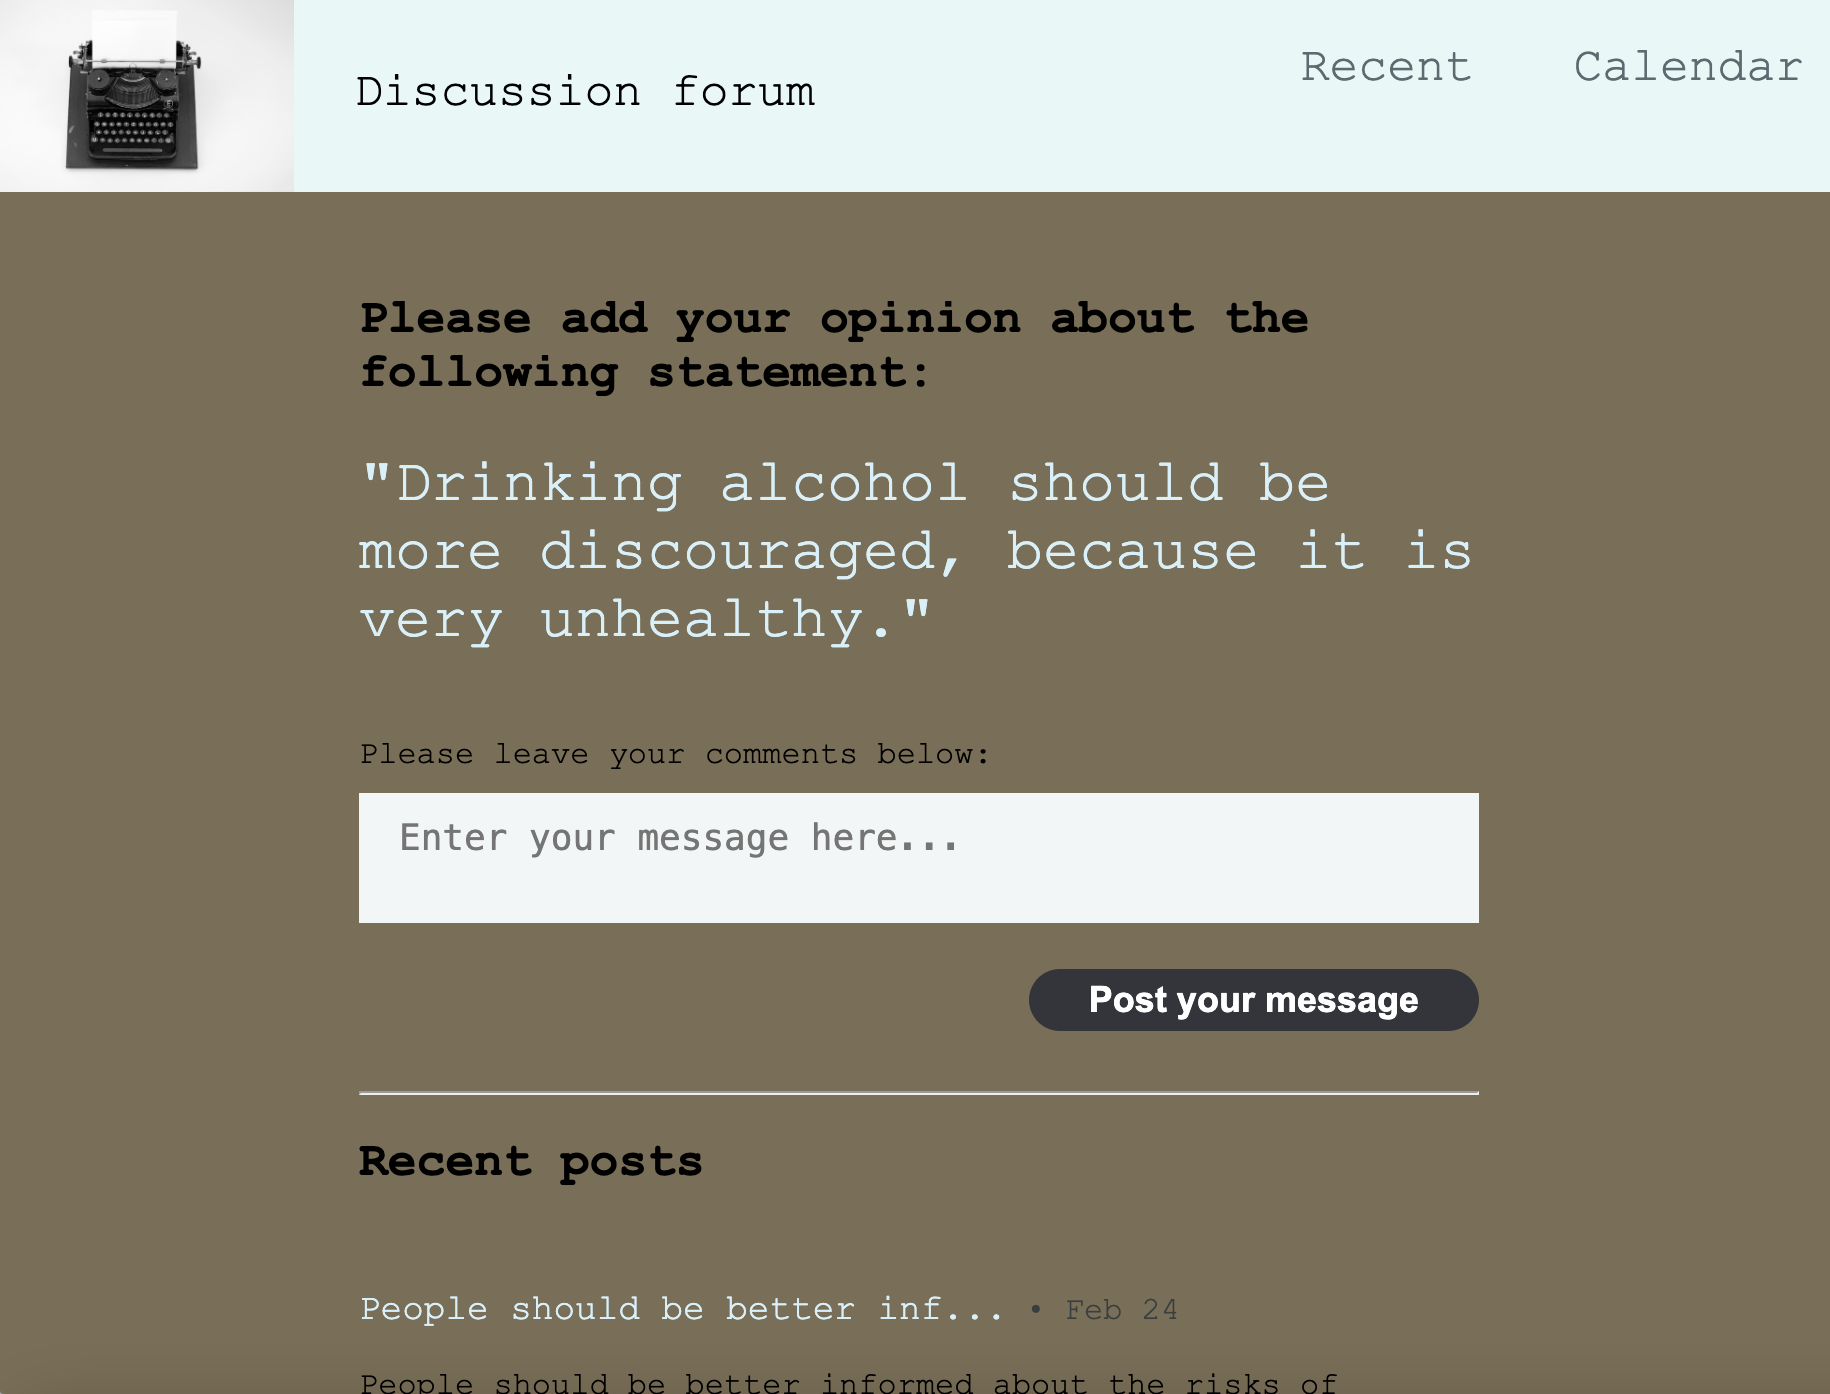 Discussion forum
Recent
Calendar
Please add your opinion about the
following statement:
"Drinking alcohol should be
more discouraged, because it is
very unhealthy."
Please leave your comments below:
Enter your message here...
Post your message
Recent posts
People should be better inf... • Feb 24
People should be better informed about the risks of